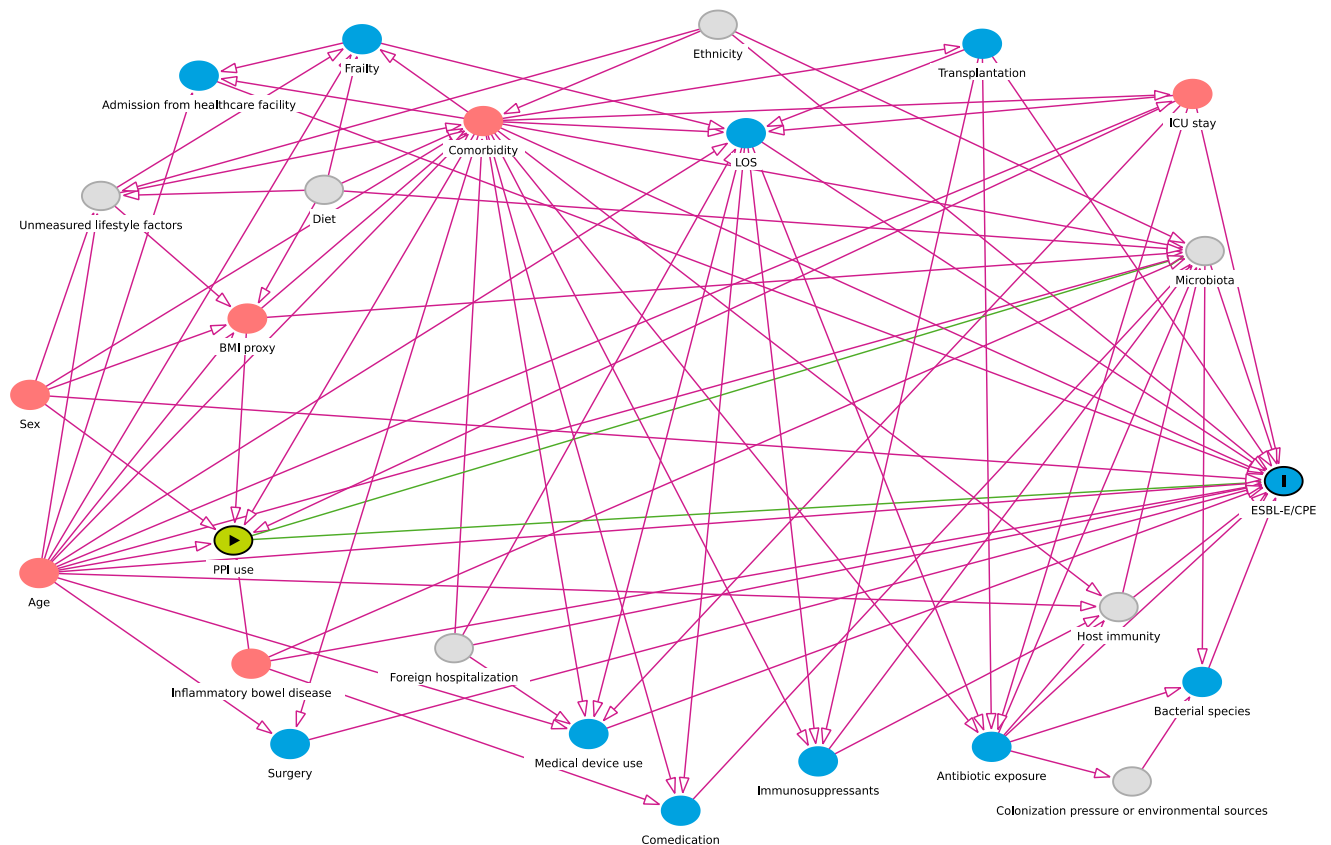 Ethnicity
Frailty
Transplantation
Admission from healthcare facility
ICU stay
Comorbidity
LOS
Diet
Unmeasured lifestyle factors
Microbiota
BMI proxy
Sex
ESBL-E/CPE
PPI use
Age
Host immunity
Foreign hospitalization
Inflammatory bowel disease
Bacterial species
Medical device use
Surgery
Antibiotic exposure
Immunosuppressants
Colonization pressure or environmental sources
Comedication